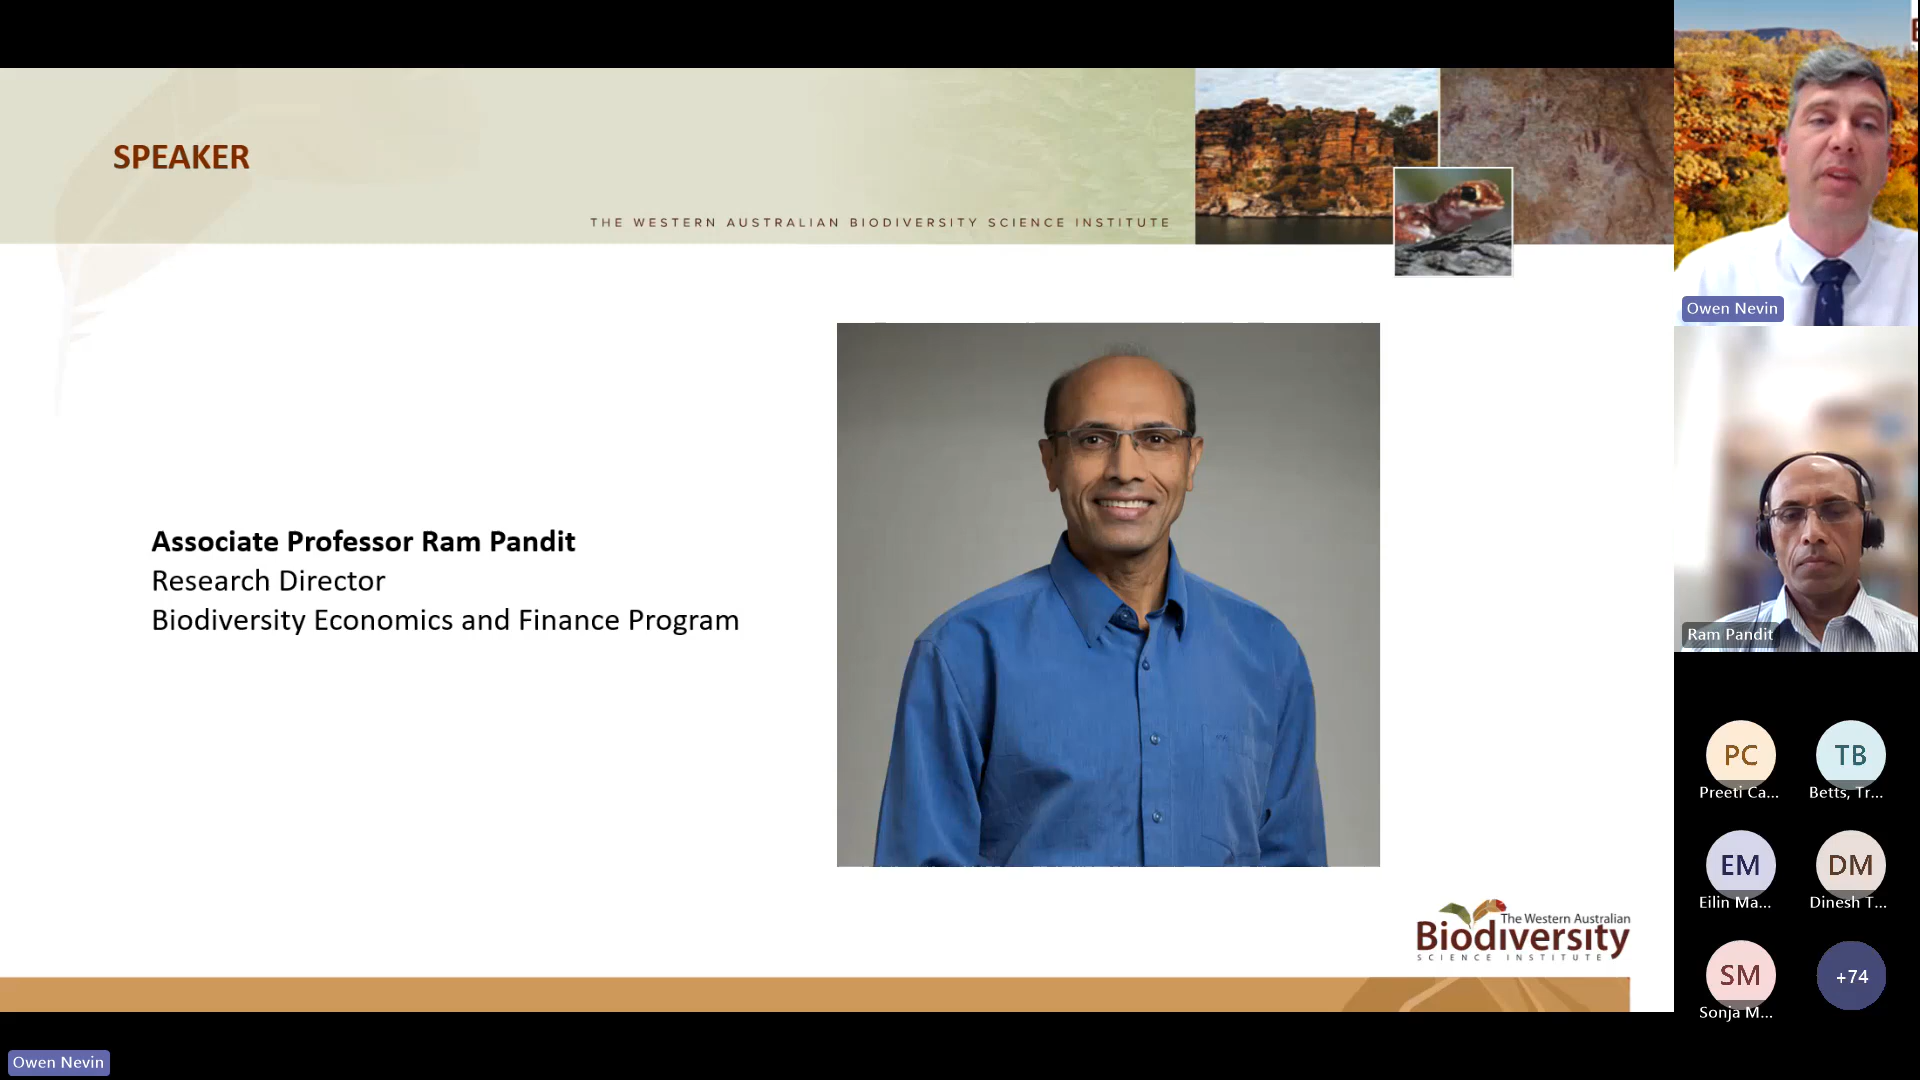 SPEAKER
THE WESTERN AUSTRALIAN BIODIVERSITY SCIENCE INSTITUTE
Associate Professor Ram Pandit
Research Director
Biodiversity Economics and Finance Program
The Western Australian
Biodiversity
SCIENCE INSTITUTE
Owen Nevin
Owen Nevin
Ram Pandit
PC
Preeti Ca...
TB
Betts, Tr...
EM
Eilin Ma...
DM
Dinesh T...
SM
Sonja M...
+74